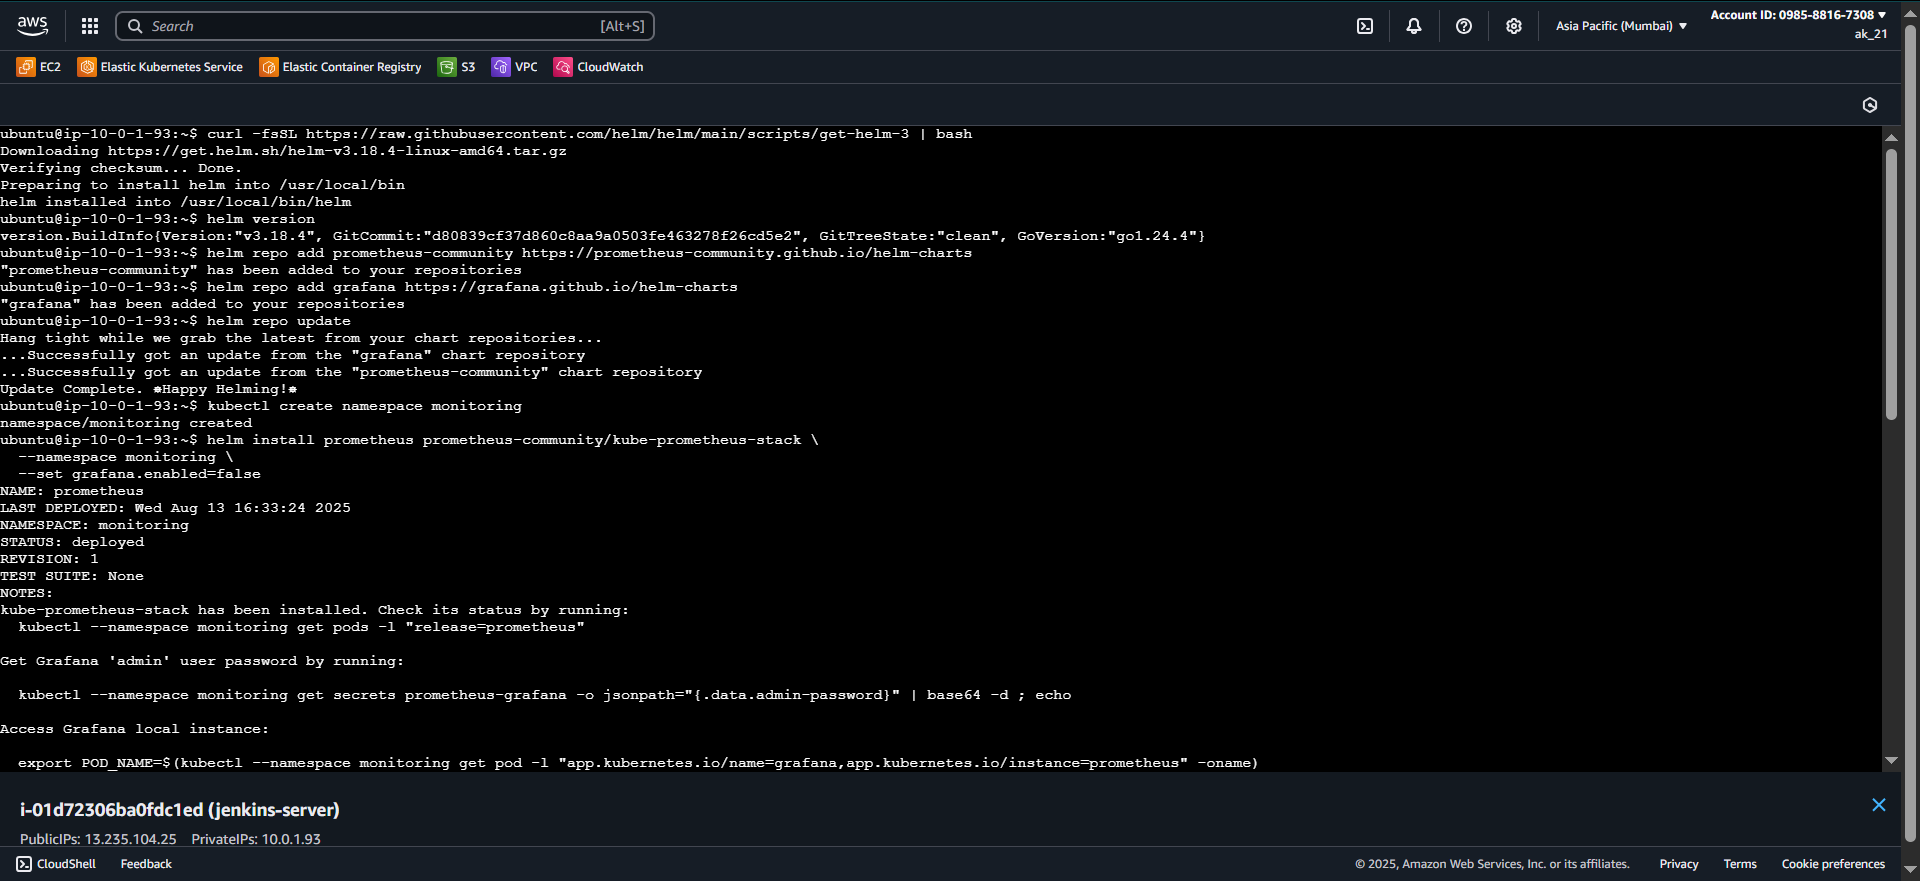 aws
Search [Alt+S]
Asia Pacific (Mumbai)
Account ID: 0985-8816-7308
ak_21
EC2 Elastic Kubernetes Service Elastic Container Registry S3 VPC CloudWatch
ubuntu@ip-10-0-1-93:~$ curl -fsSL https://raw.githubusercontent.com/helm/helm/main/scripts/get-helm-3 | bash
Downloading https://get.helm.sh/helm-v3.18.4-linux-amd64.tar.gz
Verifying checksum... Done.
Preparing to install helm into /usr/local/bin
helm installed into /usr/local/bin/helm
ubuntu@ip-10-0-1-93:~$ helm version
version.BuildInfo{Version:"v3.18.4", GitCommit:"d80839cf37d860c8aa9a0503fe463278f26cd5e2", GitTreeState:"clean", GoVersion:"go1.24.4"}
ubuntu@ip-10-0-1-93:~$ helm repo add prometheus-community https://prometheus-community.github.io/helm-charts
"prometheus-community" has been added to your repositories
ubuntu@ip-10-0-1-93:~$ helm repo add grafana https://grafana.github.io/helm-charts
"grafana" has been added to your repositories
ubuntu@ip-10-0-1-93:~$ helm repo update
Hang tight while we grab the latest from your chart repositories...
...Successfully got an update from the "grafana" chart repository
...Successfully got an update from the "prometheus-community" chart repository
Update Complete. ⎈Happy Helming!⎈
ubuntu@ip-10-0-1-93:~$ kubectl create namespace monitoring
namespace/monitoring created
ubuntu@ip-10-0-1-93:~$ helm install prometheus prometheus-community/kube-prometheus-stack \
  --namespace monitoring \
  --set grafana.enabled=false
NAME: prometheus
LAST DEPLOYED: Wed Aug 13 16:33:24 2025
NAMESPACE: monitoring
STATUS: deployed
REVISION: 1
TEST SUITE: None
NOTES:
kube-prometheus-stack has been installed. Check its status by running:
  kubectl --namespace monitoring get pods -l "release=prometheus"
Get Grafana 'admin' user password by running:
  kubectl --namespace monitoring get secrets prometheus-grafana -o jsonpath="{.data.admin-password}" | base64 -d ; echo
Access Grafana local instance:
  export POD_NAME=$(kubectl --namespace monitoring get pod -l "app.kubernetes.io/name=grafana,app.kubernetes.io/instance=prometheus" -oname)
i-01d72306ba0fdc1ed (jenkins-server)
PublicIPs: 13.235.104.25 PrivateIPs: 10.0.1.93
CloudShell Feedback © 2025, Amazon Web Services, Inc. or its affiliates. Privacy Terms Cookie preferences